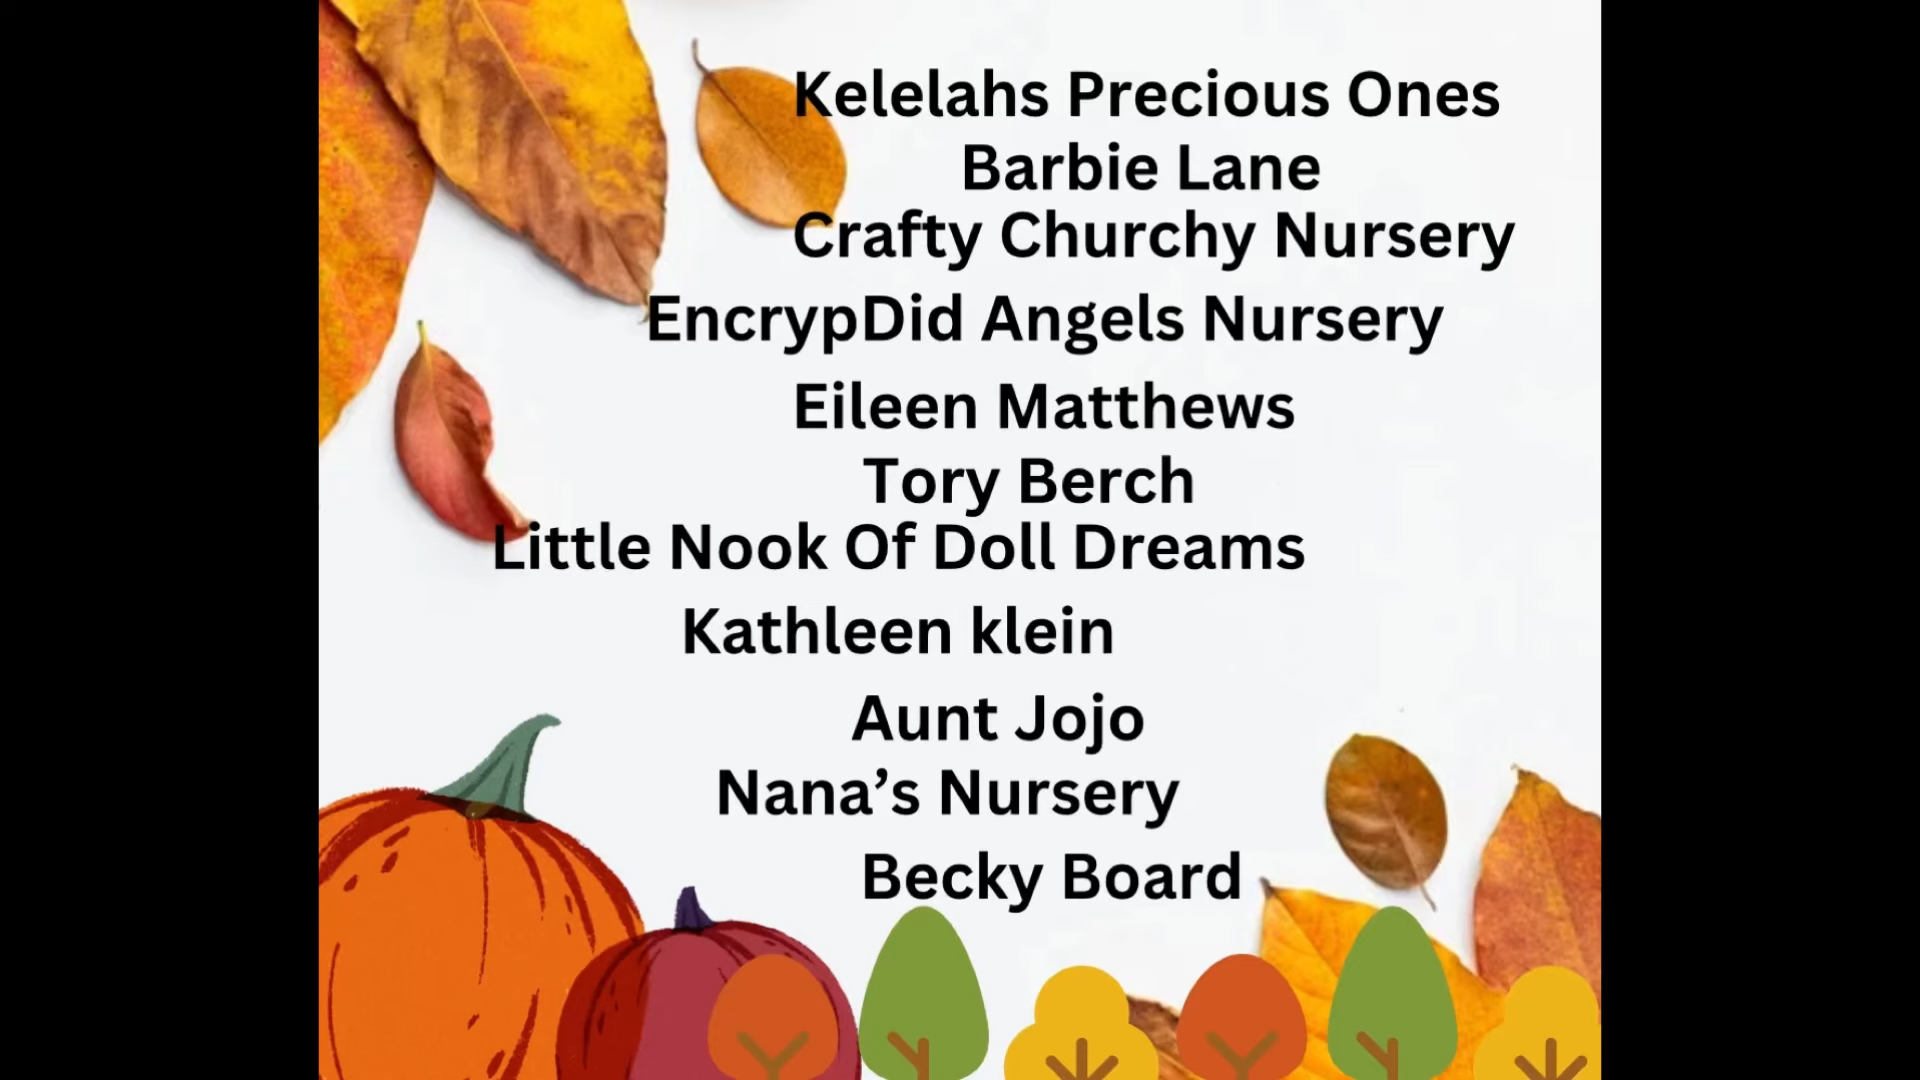 Kelelahs Precious Ones
Barbie Lane
Crafty Churchy Nursery
EncrypDid Angels Nursery
Eileen Matthews
Tory Berch
Little Nook Of Doll Dreams
Kathleen klein
Aunt Jojo
Nana’s Nursery
Becky Board